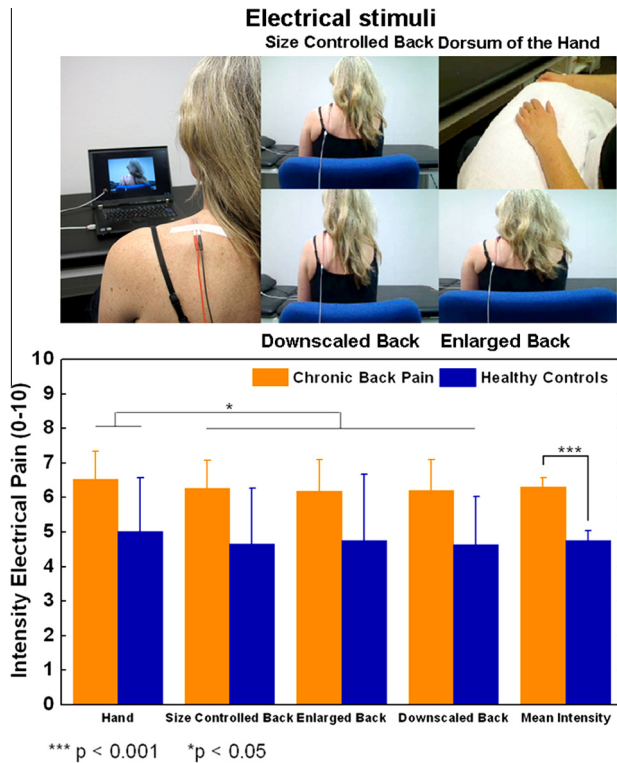 Electrical stimuli
Size Controlled Back Dorsum of the Hand
Downscaled Back Enlarged Back
Intensity Electrical Pain (0-10)
10
9
8
7
6
5
4
3
2
1
0
Chronic Back Pain Healthy Controls
*
***
Hand Size Controlled Back Enlarged Back Downscaled Back Mean Intensity
*** p < 0.001 *p < 0.05